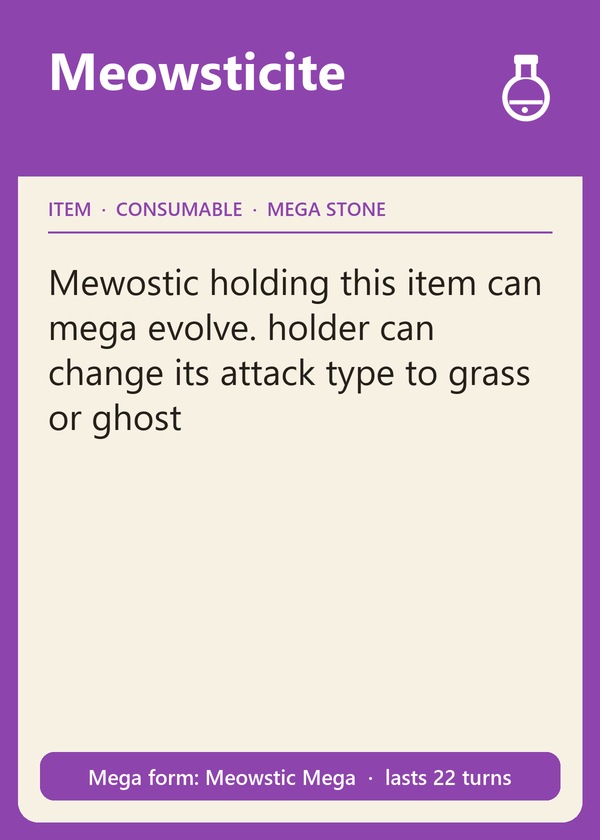 Meowsticite
ITEM · CONSUMABLE · MEGA STONE
Mewostic holding this item can
mega evolve. holder can
change its attack type to grass
or ghost
Mega form: Meowstic Mega · lasts 22 turns